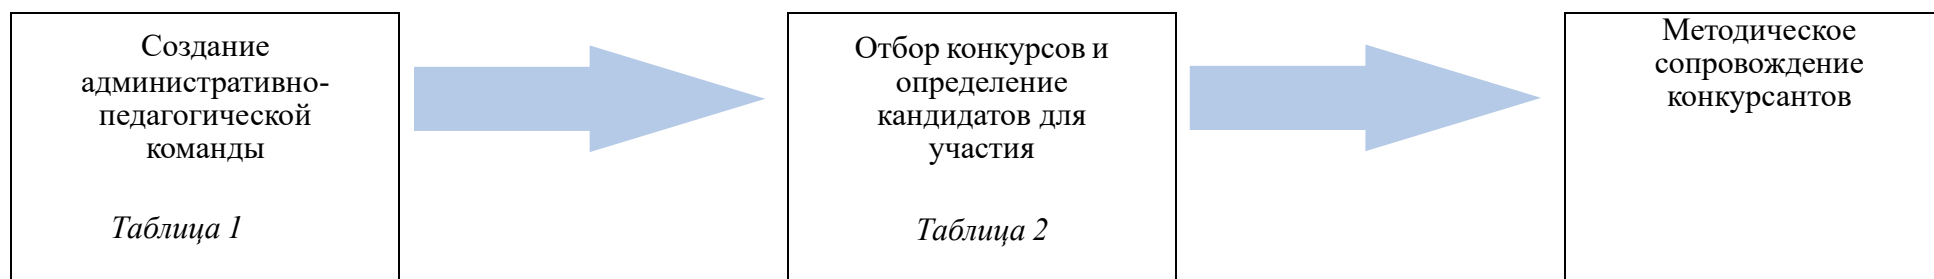 Создание
административно-
педагогической
команды
Таблица 1
Отбор конкурсов и
определение
кандидатов для
участия
Таблица 2
Методическое
сопровождение
конкурсантов